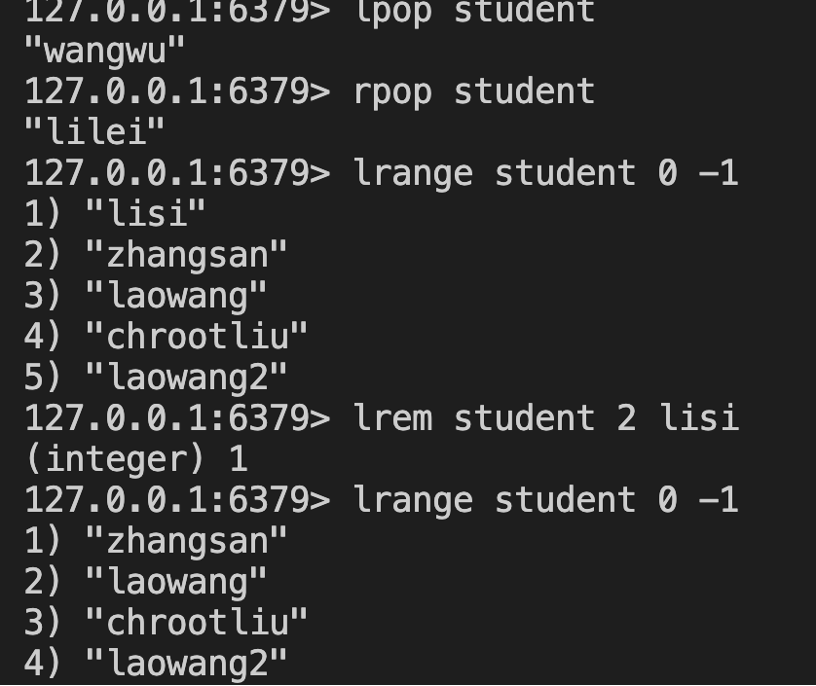 127.0.0.1:6379> lpop student
"wangwu"
127.0.0.1:6379> rpop student
"lilei"
127.0.0.1:6379> lrange student 0 -1
1) "lisi"
2) "zhangsan"
3) "laowang"
4) "chrootliu"
5) "laowang2"
127.0.0.1:6379> lrem student 2 lisi
(integer) 1
127.0.0.1:6379> lrange student 0 -1
1) "zhangsan"
2) "laowang"
3) "chrootliu"
4) "laowang2"